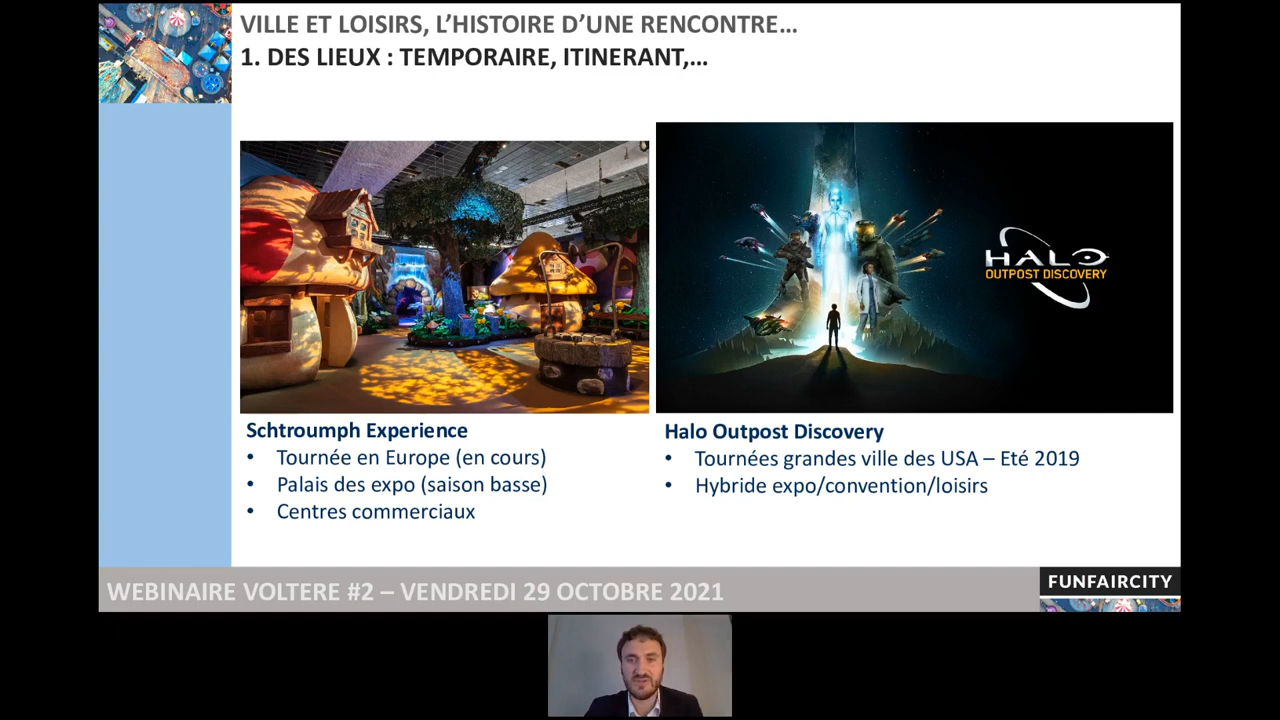 VILLE ET LOISIRS, L'HISTOIRE D'UNE RENCONTRE…
1. DES LIEUX : TEMPORAIRE, ITINERANT,…
HALO
OUTPOST DISCOVERY
Schtroumph Experience
• Tournée en Europe (en cours)
• Palais des expo (saison basse)
• Centres commerciaux
Halo Outpost Discovery
• Tournées grandes ville des USA – Eté 2019
• Hybride expo/convention/loisirs
WEBINAIRE VOLTERE #2 – VENDREDI 29 OCTOBRE 2021
FUNFAIRCITY